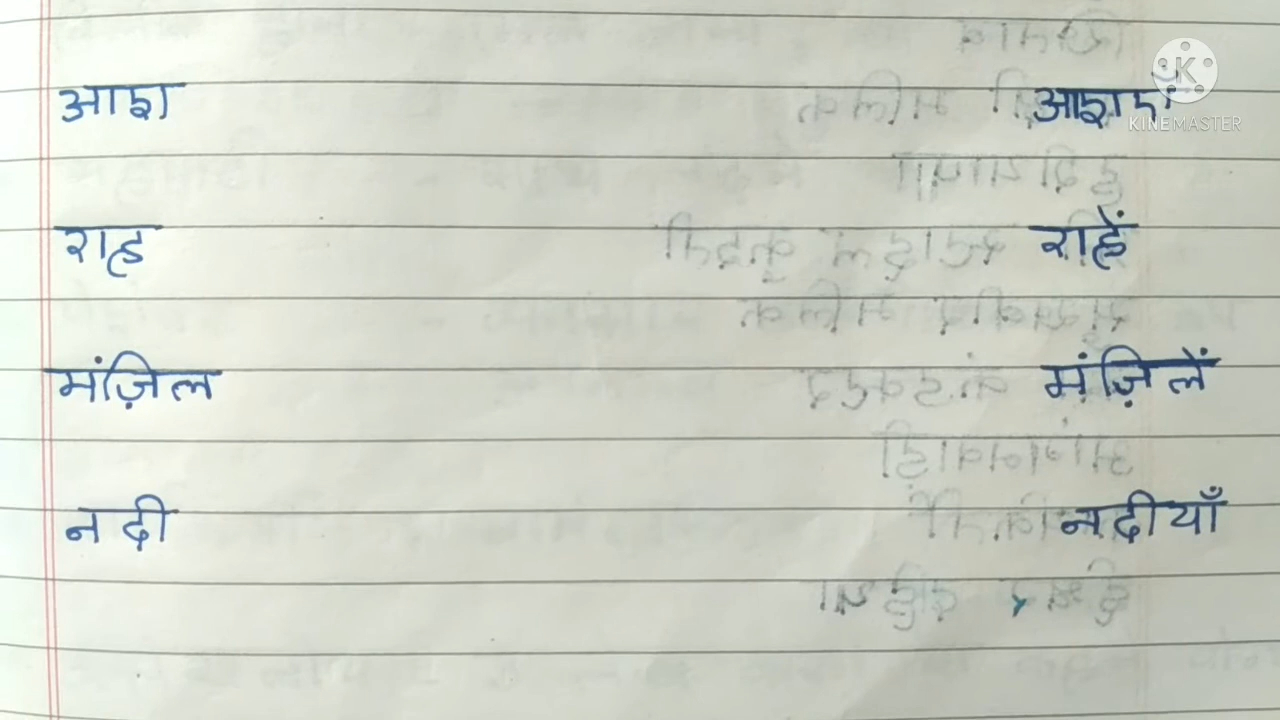 आशा आशाएँ
राह राहें
मंज़िल मंज़िलें
नदी नदीयाँ
KINEMASTER